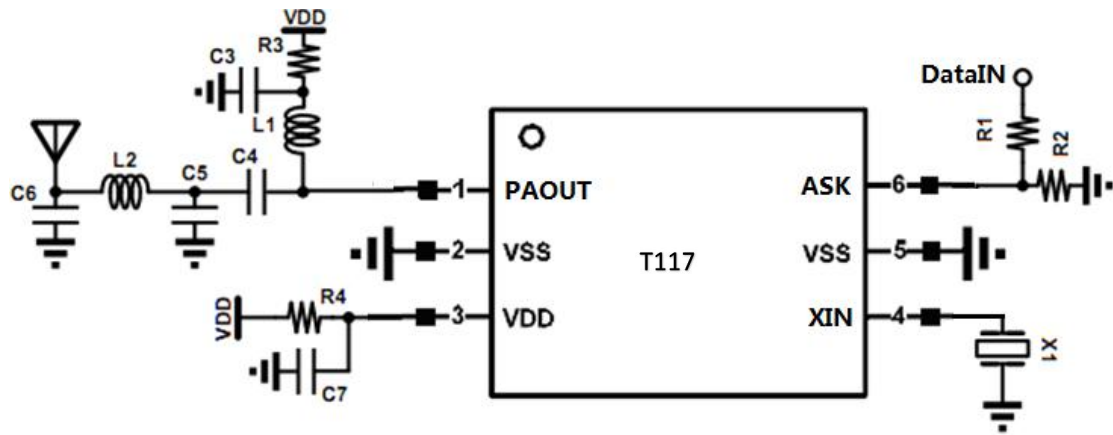 VDD
R3
C3
L1
C4
L2
C5
C6
DataIN
R1
R2
1 PAOUT
ASK 6
2 VSS
VSS 5
T117
3 VDD
XIN 4
VDD
R4
C7
X1